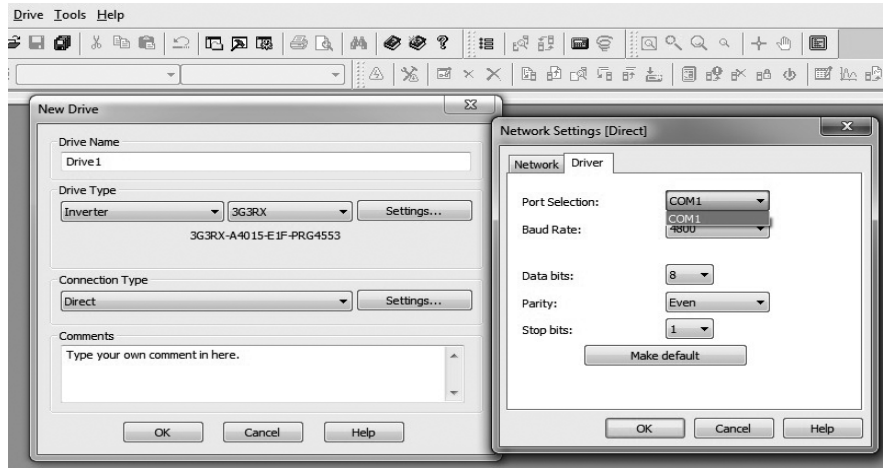 Drive Tools Help
New Drive
Drive Name
Drive1
Drive Type
Inverter 3G3RX Settings...
3G3RX-A4015-E1F-PRG4553
Connection Type
Direct Settings...
Comments
Type your own comment in here.
OK Cancel Help
Network Settings [Direct]
Network Driver
Port Selection: COM1
COM1
Baud Rate: 4800
Data bits: 8
Parity: Even
Stop bits: 1
Make default
OK Cancel Help